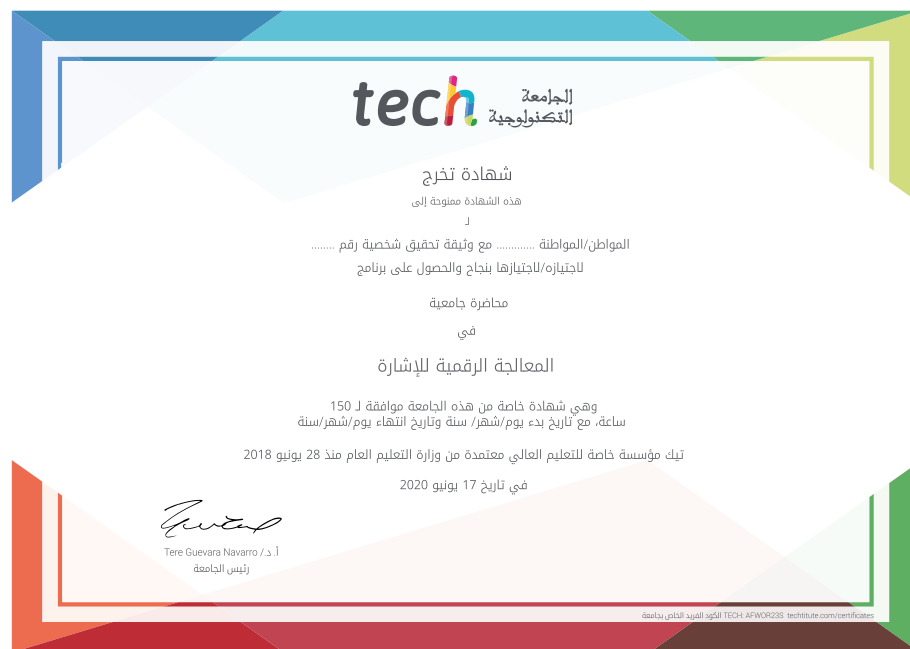 tech الجامعة
التكنولوجية
شهادة تخرج
هذه الشهادة ممنوحة إلى
لـ
المواطن/المواطنة ............ مع وثيقة تحقيق شخصية رقم ........
لاجتيازه/لاجتيازها بنجاح والحصول على برنامج
محاضرة جامعية
في
المعالجة الرقمية للإشارة
وهي شهادة خاصة من هذه الجامعة موافقة لـ 150
ساعة، مع تاريخ بدء يوم/شهر/ سنة وتاريخ انتهاء يوم/شهر/سنة
تيك مؤسسة خاصة للتعليم العالي معتمدة من وزارة التعليم العام منذ 28 يونيو 2018
في تاريخ 17 يونيو 2020
أ.د./ Tere Guevara Navarro
رئيس الجامعة
الكود الفريد الخاص بجامعة TECH: AFWOR23S techtitute.com/certificates